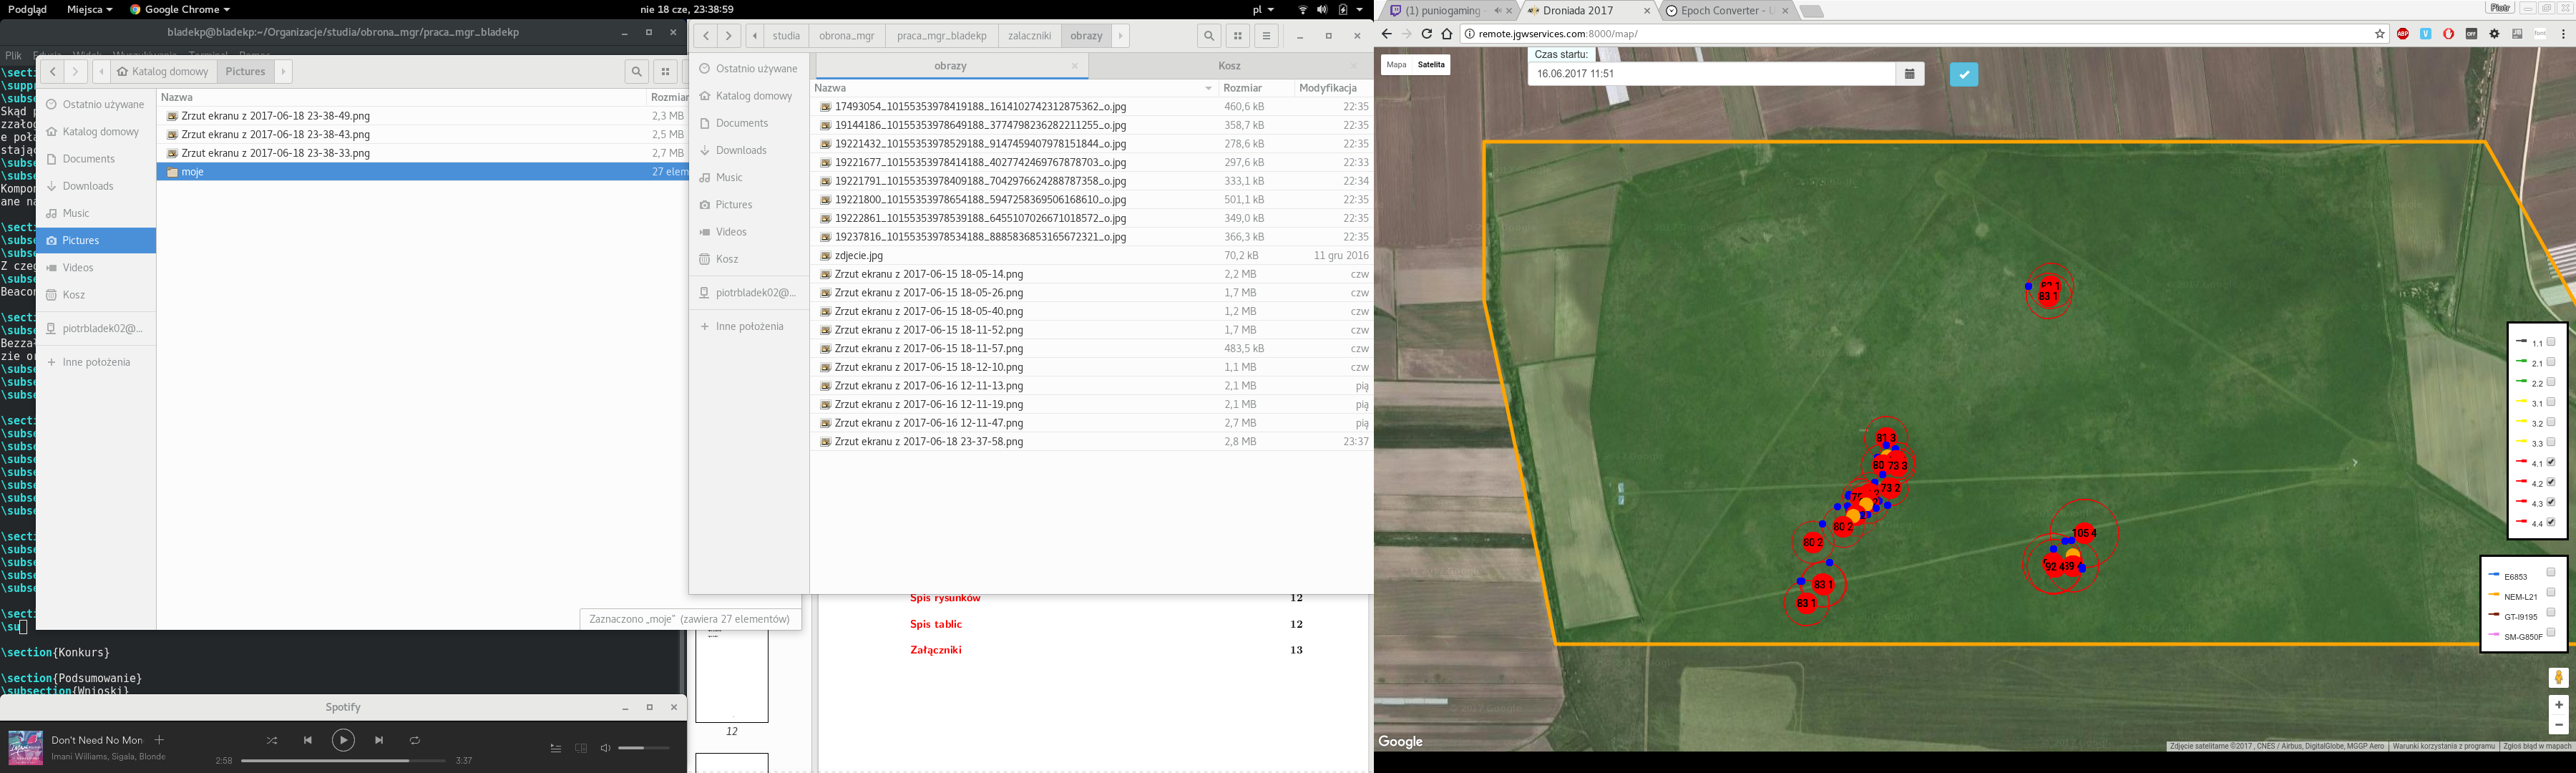 Podgląd
Miejsca
Google Chrome
nie 18 cze, 23:38:59
pl
bladekp@bladekp:~/Organizacje/studia/obrona_mgr/praca_mgr_bladekp
Plik
Edycja
Widok
Wyszukiwanie
Terminal
Pomoc
Katalog domowy
Pictures
Ostatnio używane
Katalog domowy
Documents
Downloads
Music
Pictures
Videos
Kosz
piotrbladek02@...
Inne położenia
Nazwa
Rozmiar
Zrzut ekranu z 2017-06-18 23-38-49.png
2,3 MB
Zrzut ekranu z 2017-06-18 23-38-43.png
2,5 MB
Zrzut ekranu z 2017-06-18 23-38-33.png
2,7 MB
moje
27 elem
Zaznaczono „moje” (zawiera 27 elementów)
\su
\section{Konkurs}
\section{Podsumowanie}
\subsection{Wnioski}
Spotify
Don't Need No Mon
Imani Williams, Sigala, Blonde
2:58
3:37
studia
obrona_mgr
praca_mgr_bladekp
zalaczniki
obrazy
Ostatnio używane
Katalog domowy
Documents
Downloads
Music
Pictures
Videos
Kosz
piotrbladek02@...
Inne położenia
obrazy
Kosz
Nazwa
Rozmiar
Modyfikacja
17493054_10155353978419188_1614102742312875362_o.jpg 460,6 kB 22:35
19144186_10155353978649188_3774798236282211255_o.jpg 358,7 kB 22:35
19221432_10155353978529188_9147459407978151844_o.jpg 278,6 kB 22:35
19221677_10155353978414188_4027742469767878703_o.jpg 297,6 kB 22:33
19221791_10155353978409188_7042976624288787358_o.jpg 333,1 kB 22:34
19221800_10155353978654188_5947258369506168610_o.jpg 501,1 kB 22:35
19222861_10155353978539188_6455107026671018572_o.jpg 349,0 kB 22:35
19237816_10155353978534188_8885836853165672321_o.jpg 366,3 kB 22:35
zdjecie.jpg 70,2 kB 11 gru 2016
Zrzut ekranu z 2017-06-15 18-05-14.png 2,2 MB czw
Zrzut ekranu z 2017-06-15 18-05-26.png 1,7 MB czw
Zrzut ekranu z 2017-06-15 18-05-40.png 1,2 MB czw
Zrzut ekranu z 2017-06-15 18-11-52.png 1,7 MB czw
Zrzut ekranu z 2017-06-15 18-11-57.png 483,5 kB czw
Zrzut ekranu z 2017-06-15 18-12-10.png 1,1 MB czw
Zrzut ekranu z 2017-06-16 12-11-13.png 2,1 MB pią
Zrzut ekranu z 2017-06-16 12-11-19.png 2,1 MB pią
Zrzut ekranu z 2017-06-16 12-11-47.png 2,7 MB pią
Zrzut ekranu z 2017-06-18 23-37-58.png 2,8 MB 23:37
Spis rysunków 12
Spis tablic 12
Załączniki 13
12
(1) puniogaming -
Droniada 2017
Epoch Converter - U
Piotr
remote.jgwservices.com:8000/map/
Mapa
Satelita
Czas startu:
16.06.2017 11:51
83 1
81 3
80
73 3
73 2
80 2
80 2
83 1
83 1
105 4
92 4
1.1
2.1
2.2
3.1
3.2
3.3
4.1
4.2
4.3
4.4
E6853
NEM-L21
GT-I9195
SM-G850F
Google
Zdjęcie satelitarne ©2017, CNES / Airbus, DigitalGlobe, MGGP Aero
Warunki korzystania z programu
Zgłoś błąd w mapach